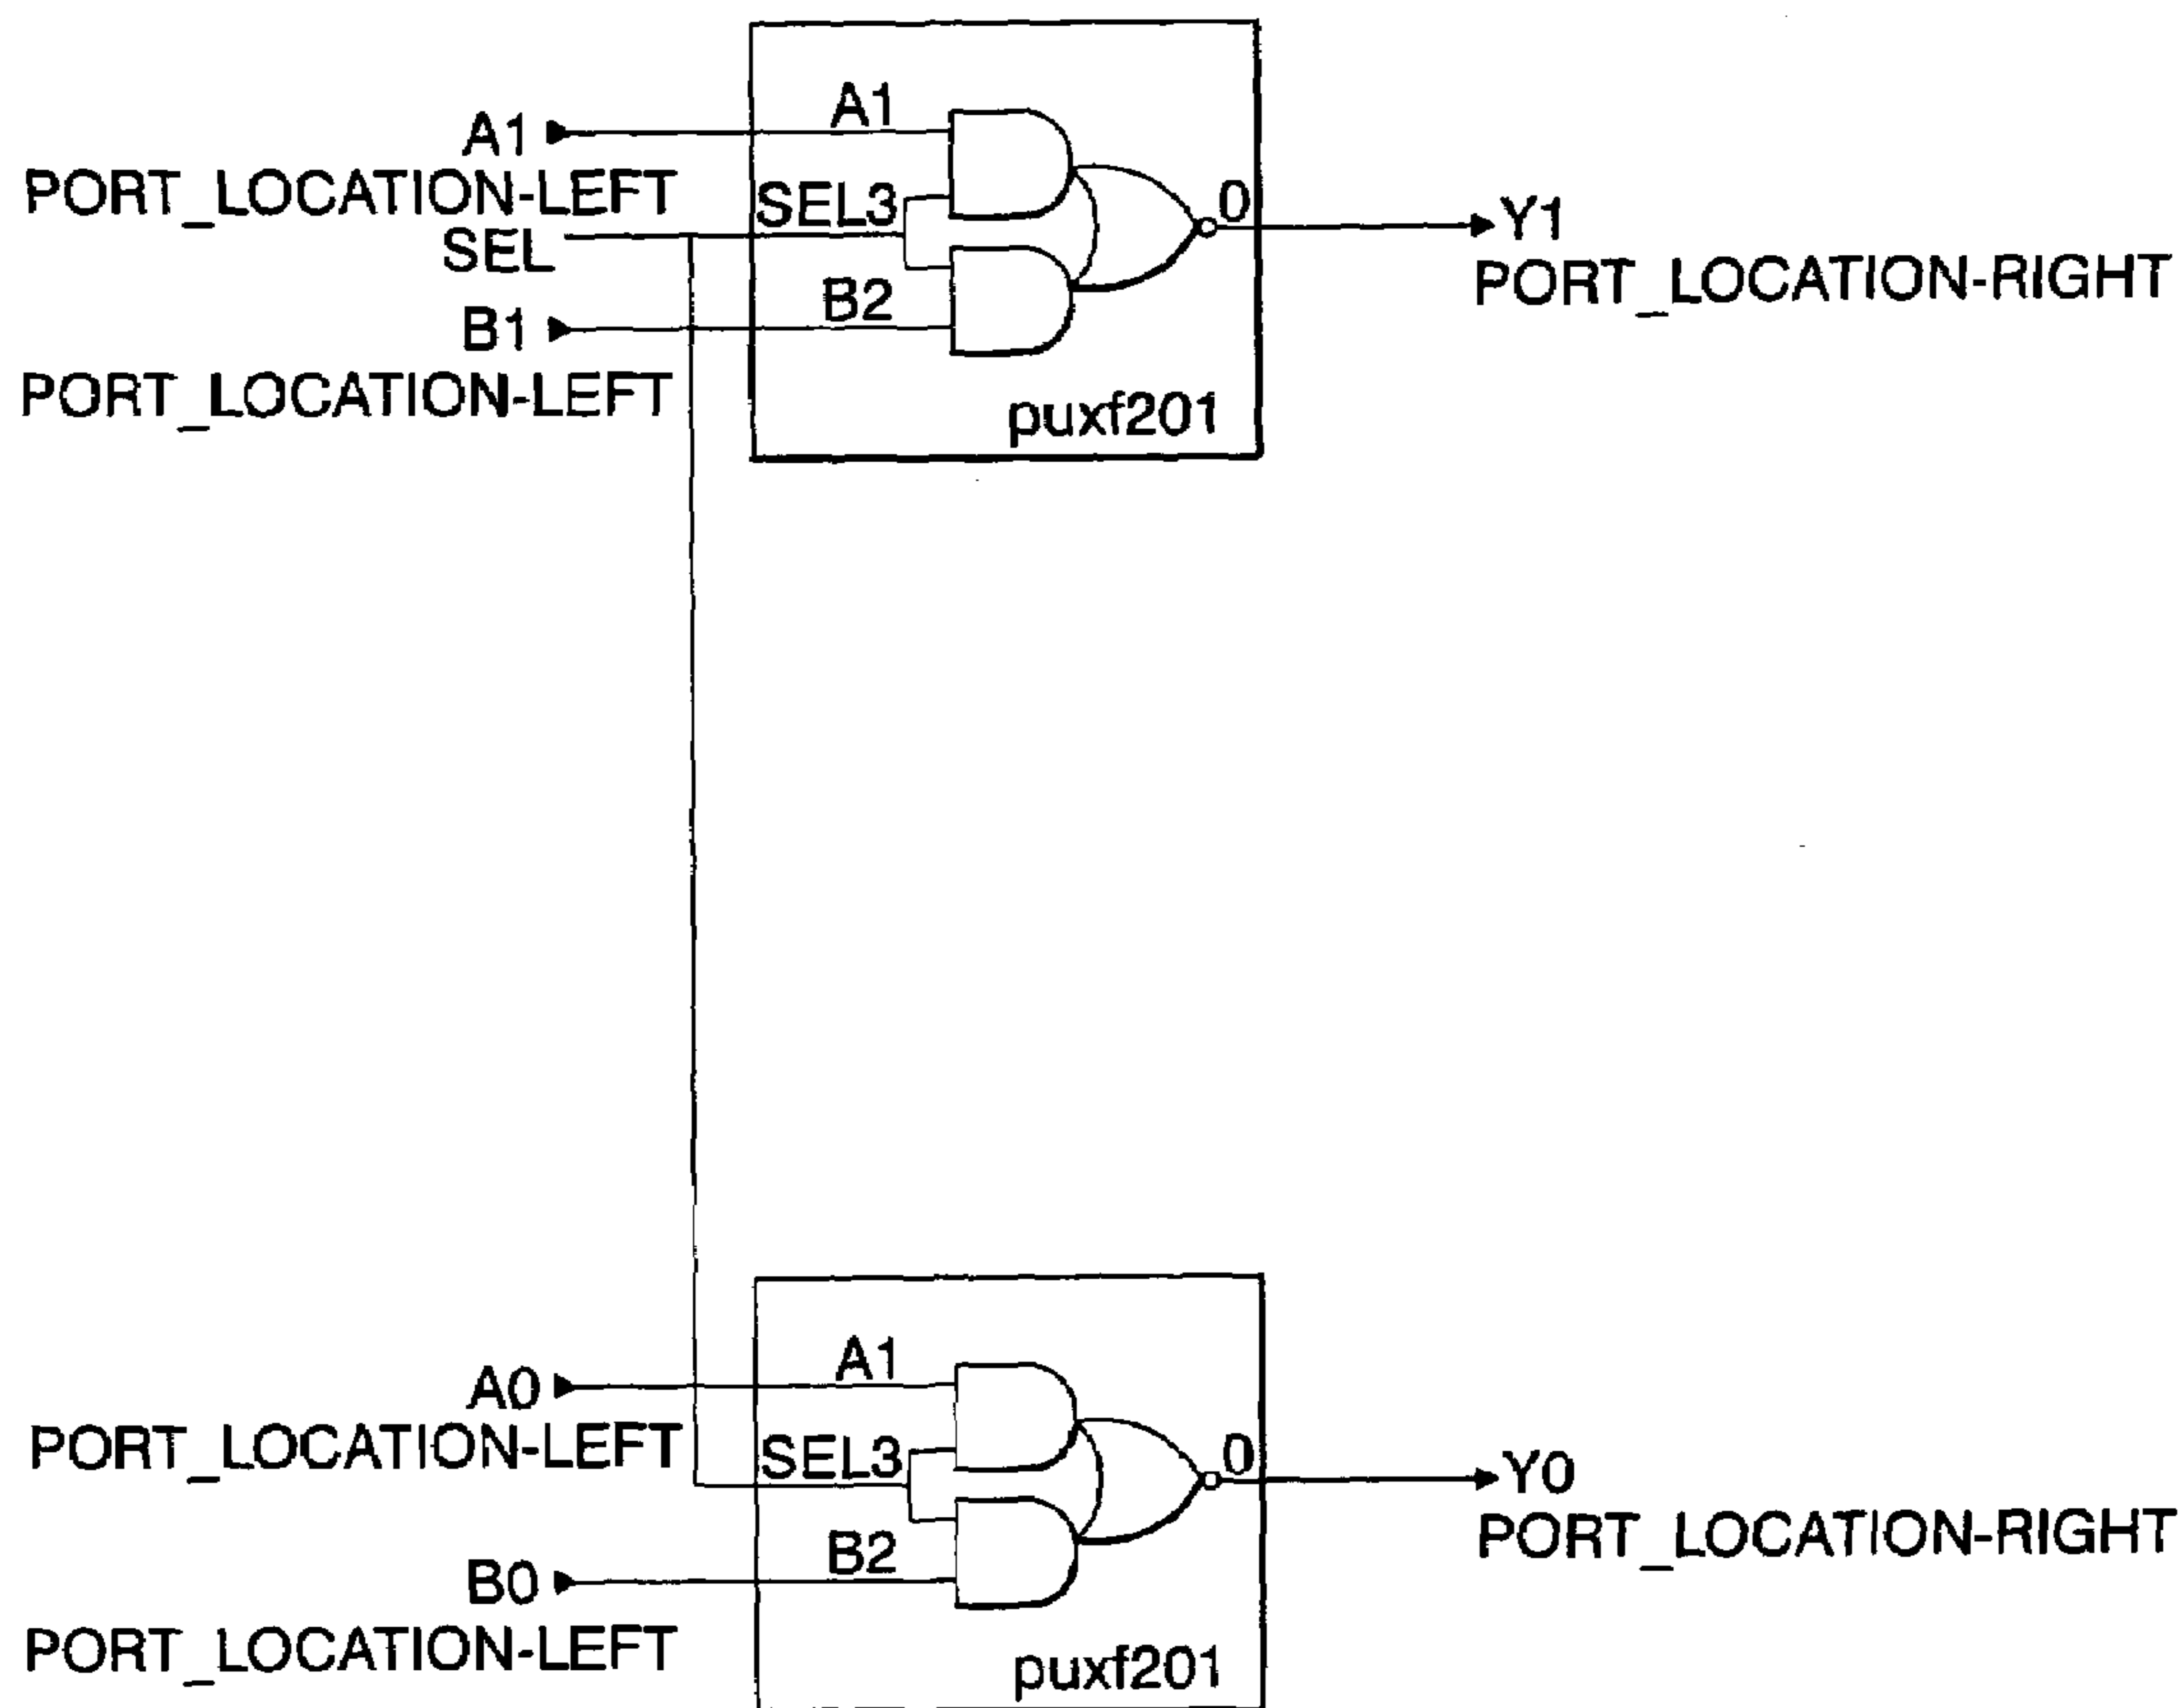 A1
A1
PORT_LOCATION-LEFT
SEL3
0
Y1
SEL
PORT_LOCATION-RIGHT
B2
B1
PORT_LOCATION-LEFT
puxf201
A1
A0
PORT_LOCATION-LEFT
SEL3
0
Y0
PORT_LOCATION-RIGHT
B2
B0
PORT_LOCATION-LEFT
puxf201